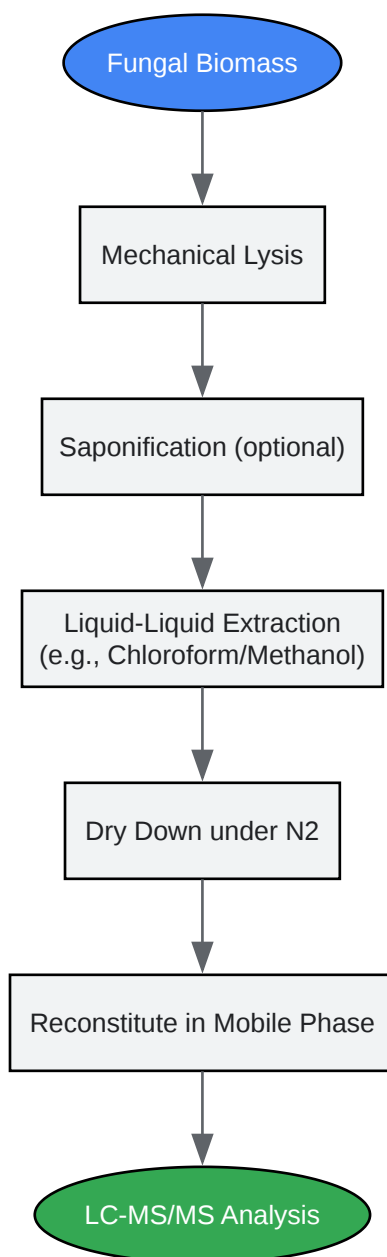 Fungal Biomass
Mechanical Lysis
Saponification (optional)
Liquid-Liquid Extraction
(e.g., Chloroform/Methanol)
Dry Down under N2
Reconstitute in Mobile Phase
LC-MS/MS Analysis